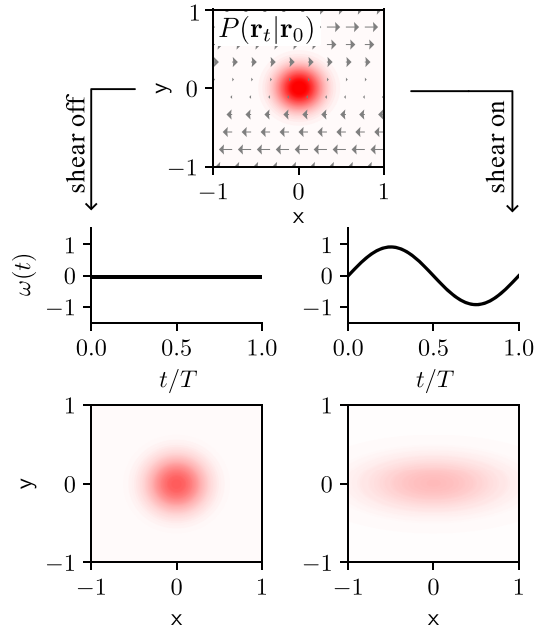 P(r_t|r_0)
1
0
−1
y
−1 0 1
x
shear off
shear on
ω(t)
1
0
−1
0.0 0.5 1.0
t/T
1
0
−1
0.0 0.5 1.0
t/T
y
1
0
−1
−1 0 1
x
1
0
−1
−1 0 1
x